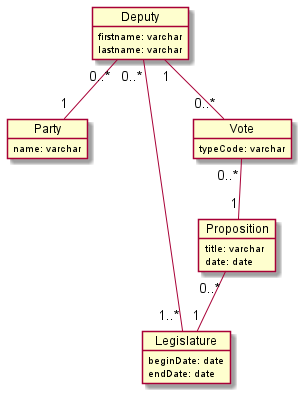 Deputy
firstname: varchar
lastname: varchar
0..*
0..*
1
1
0..*
Party
name: varchar
Vote
typeCode: varchar
0..*
1
Proposition
title: varchar
date: date
0..*
1..*
1
Legislature
beginDate: date
endDate: date